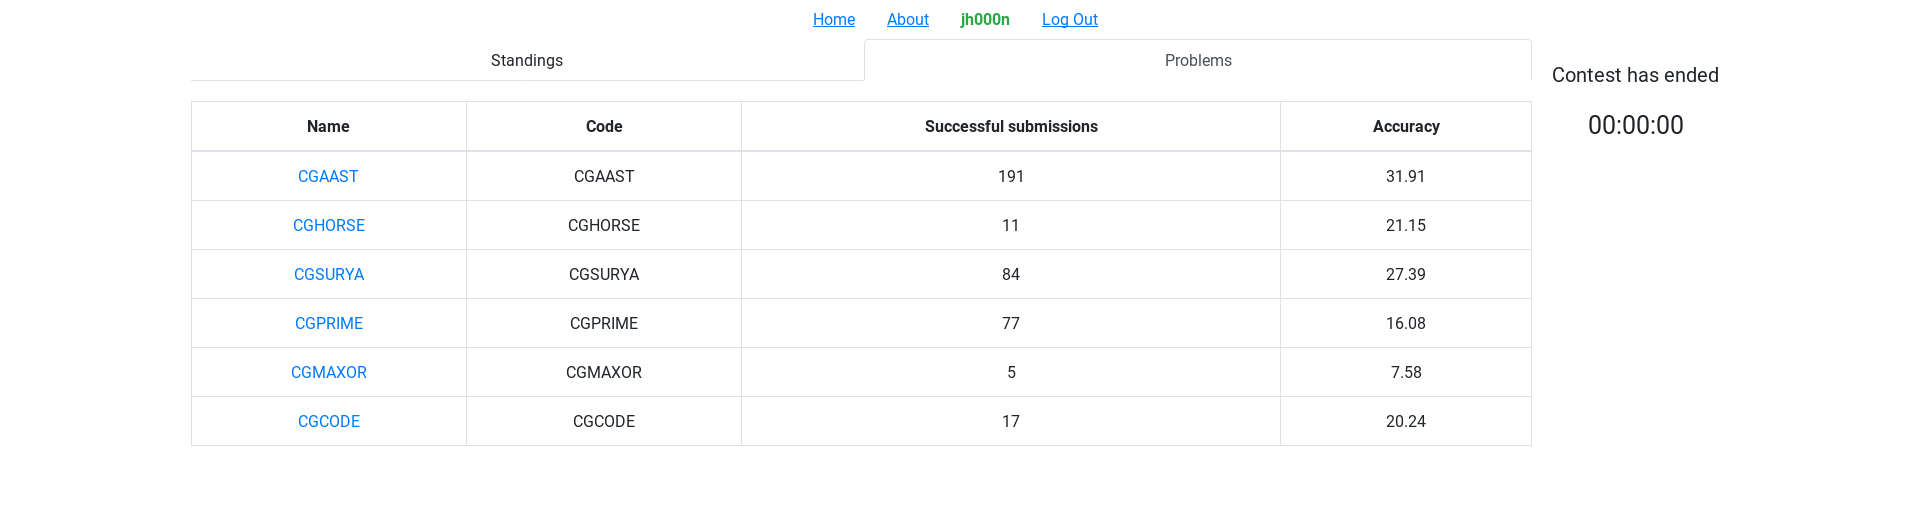 Home About jh000n Log Out
Standings Problems
Contest has ended
00:00:00
Name Code Successful submissions Accuracy
CGAAST CGAAST 191 31.91
CGHORSE CGHORSE 11 21.15
CGSURYA CGSURYA 84 27.39
CGPRIME CGPRIME 77 16.08
CGMAXOR CGMAXOR 5 7.58
CGCODE CGCODE 17 20.24